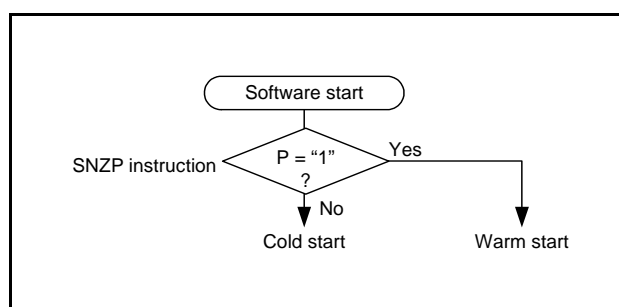 Software start
P = “1”
Yes
SNZP instruction
?
No
Cold start
Warm start